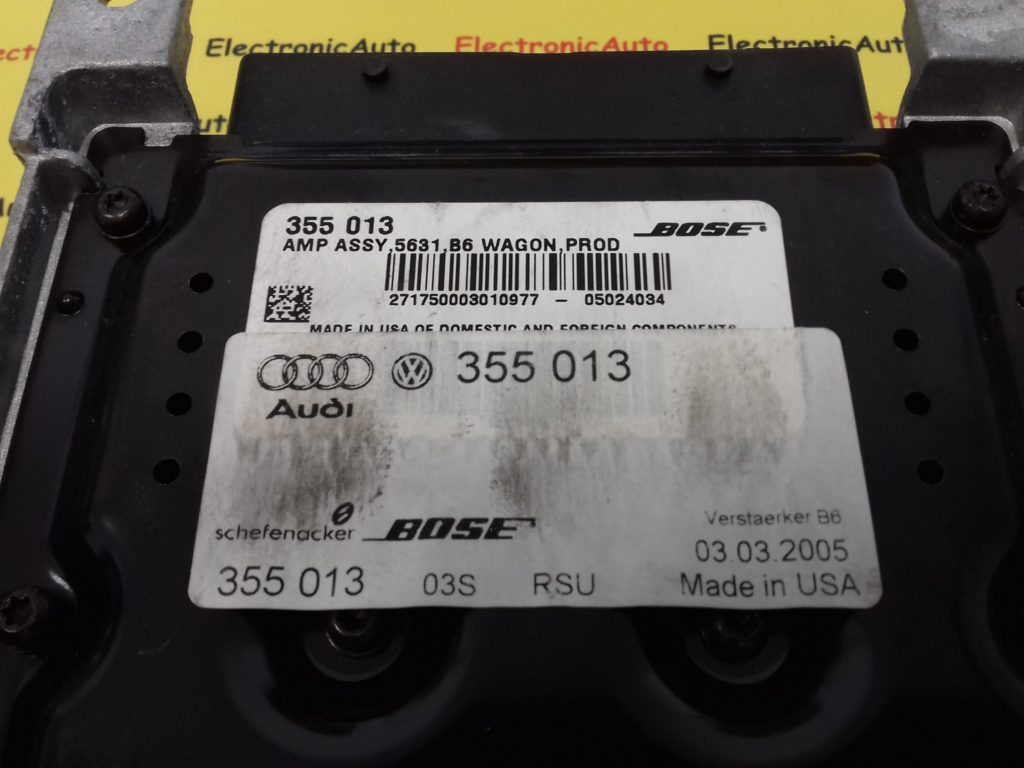 ElectronicAuto ElectronicAuto ElectronicAuto
355 013
BOSE®
AMP ASSY,5631,B6 WAGON,PROD
271750003010977 - 05024034
MADE IN USA OF DOMESTIC AND FOREIGN COMPONENTS
355 013
Audi
schefenacker BOSE
Verstaerker B6
03.03.2005
355 013 03S RSU Made in USA